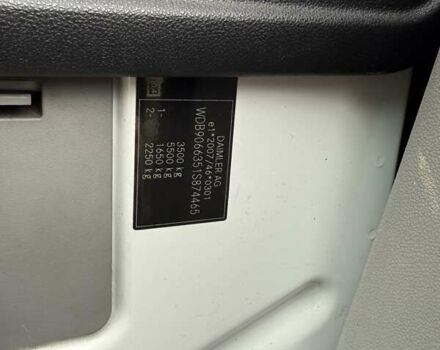 DAIMLER AG
e1*2007/46*0301
WDB9066351S874465
3500 kg
5500 kg
1- 1650 kg
2- 2250 kg